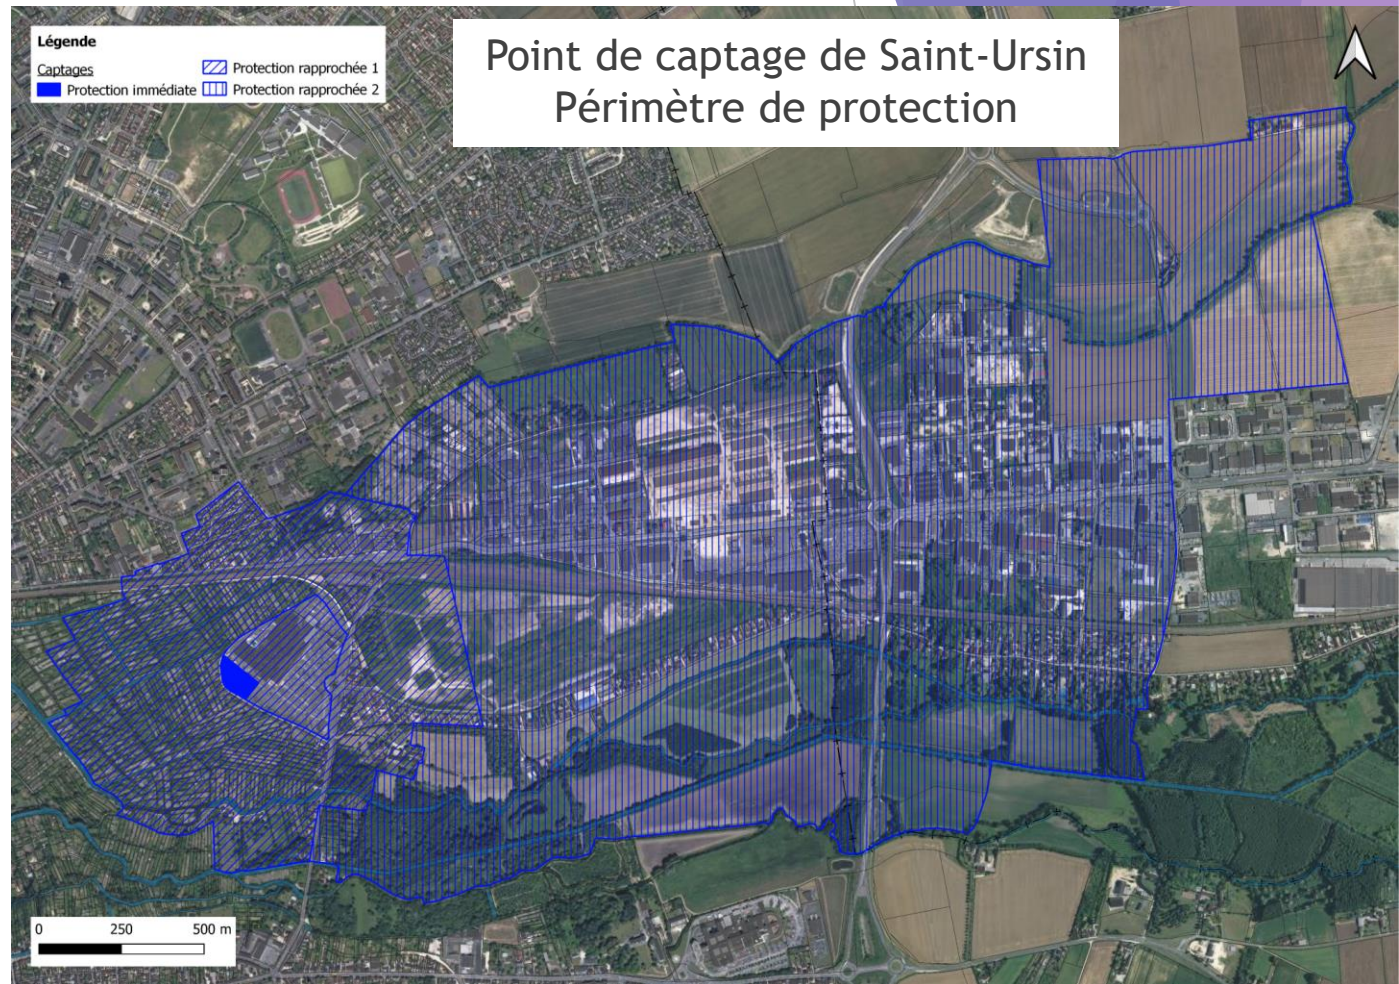 Légende
Captages
Protection immédiate
Protection rapprochée 1
Protection rapprochée 2
Point de captage de Saint-Ursin
Périmètre de protection
0 250 500 m